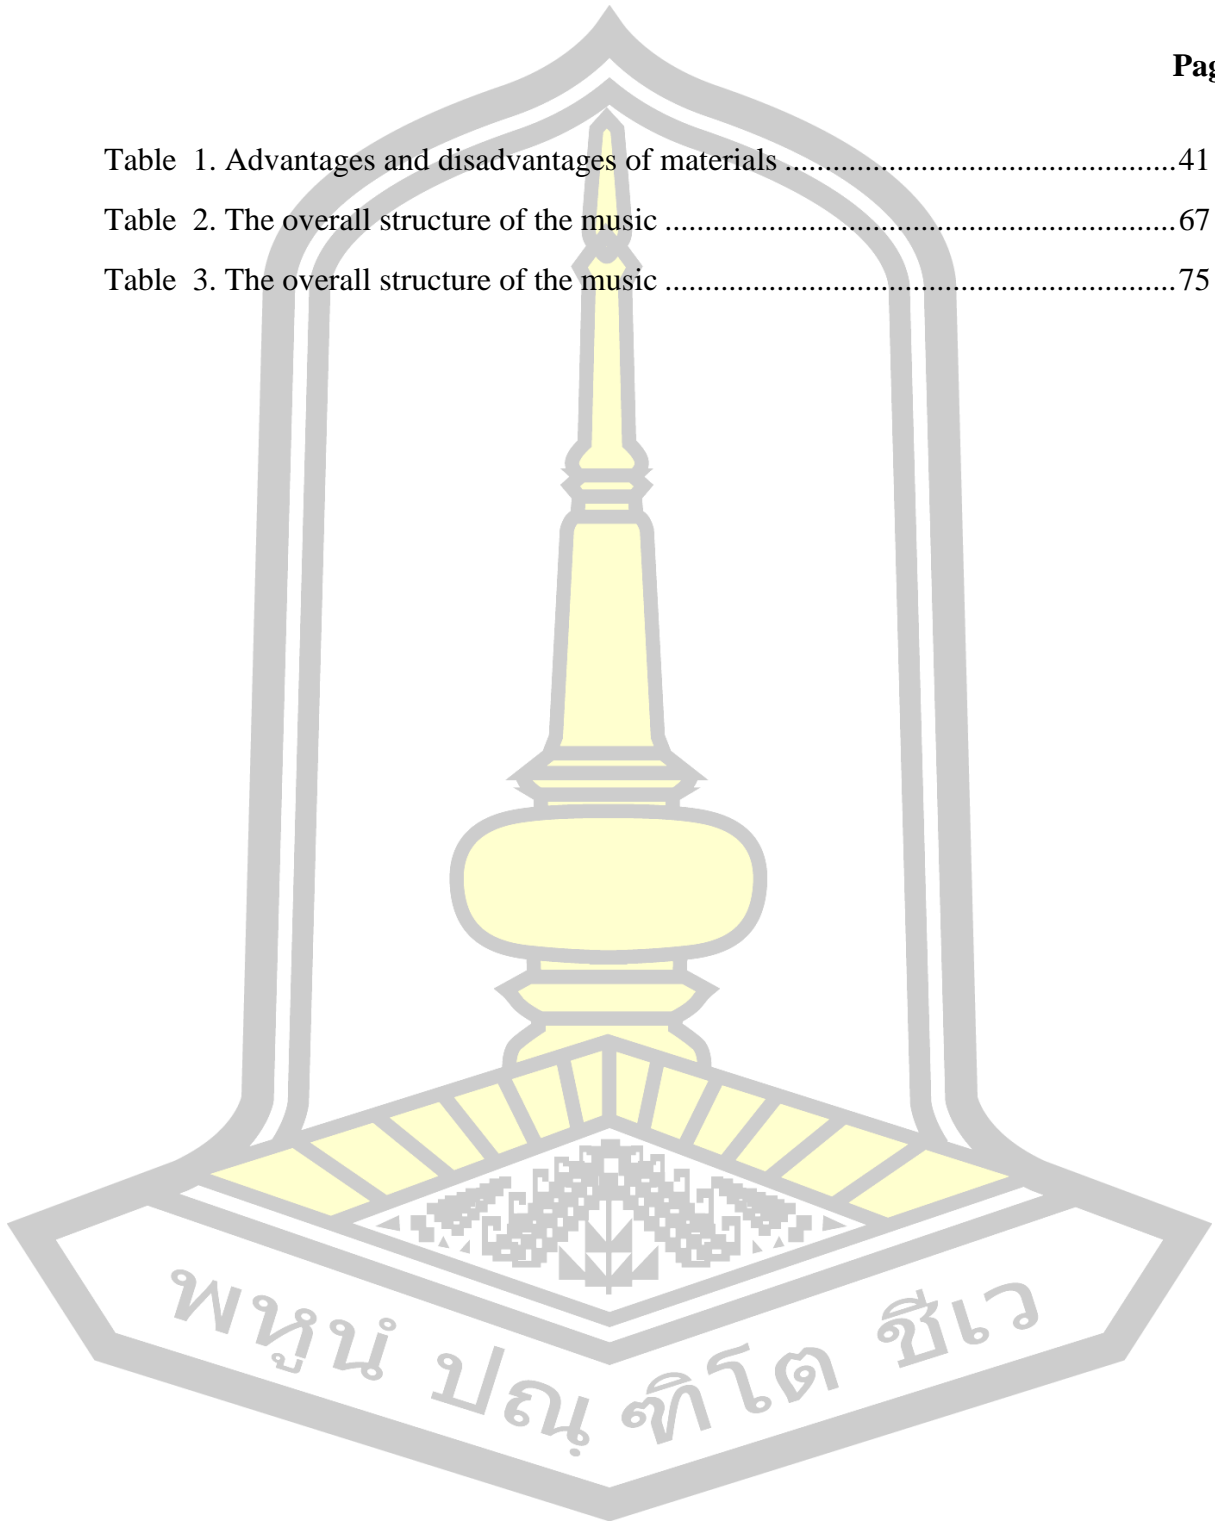 Pag
Table 1. Advantages and disadvantages of materials ..................................................41
Table 2. The overall structure of the music .................................................................67
Table 3. The overall structure of the music .................................................................75
พหูนํ ปณฺฑิโต ชีเว